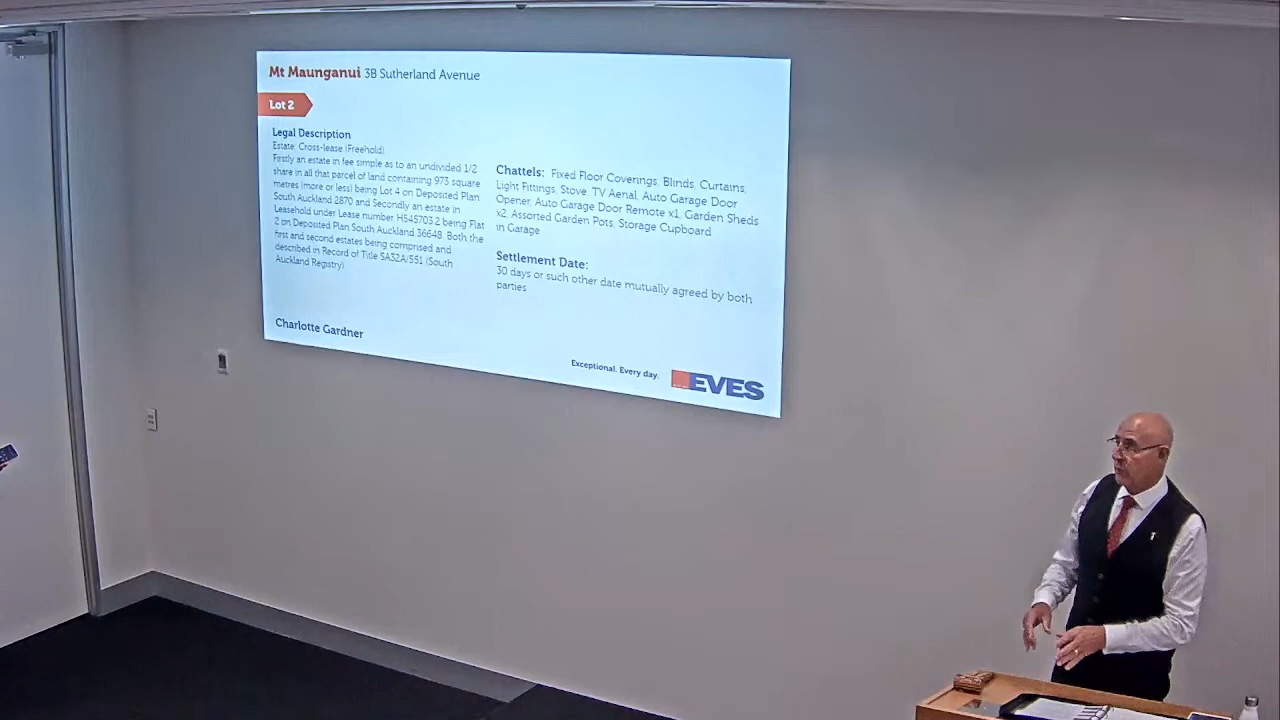 Mt Maunganui 3B Sutherland Avenue
Lot 2
Legal Description
Estate: Cross-lease (Freehold)
Firstly an estate in fee simple as to an undivided 1/2
share in all that parcel of land containing 973 square
metres (more or less) being Lot 4 on Deposited Plan
South Auckland 2870 and Secondly an estate in
Leasehold under Lease number H545703.2 being Flat
2 on Deposited Plan South Auckland 36648. Both the
first and second estates being comprised and
described in Record of Title SA32A/551 (South
Auckland Registry)
Chattels: Fixed Floor Coverings, Blinds, Curtains,
Light Fittings, Stove, TV Aerial, Auto Garage Door
Opener, Auto Garage Door Remote x1, Garden Sheds
x2, Assorted Garden Pots, Storage Cupboard
in Garage
Settlement Date:
30 days or such other date mutually agreed by both
parties
Charlotte Gardner
Exceptional. Every day.
EVES